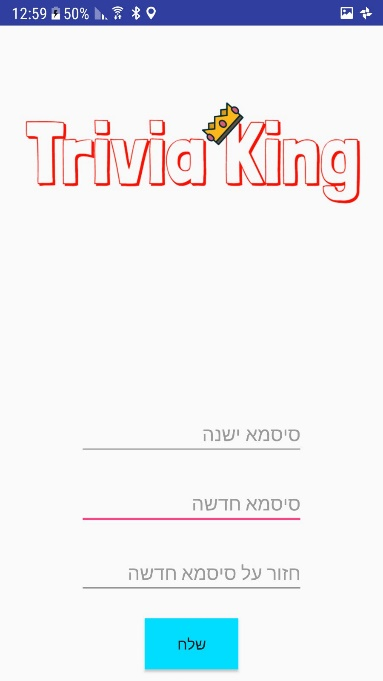 12:59 50%
Trivia King
סיסמא ישנה
סיסמא חדשה
חזור על סיסמא חדשה
שלח